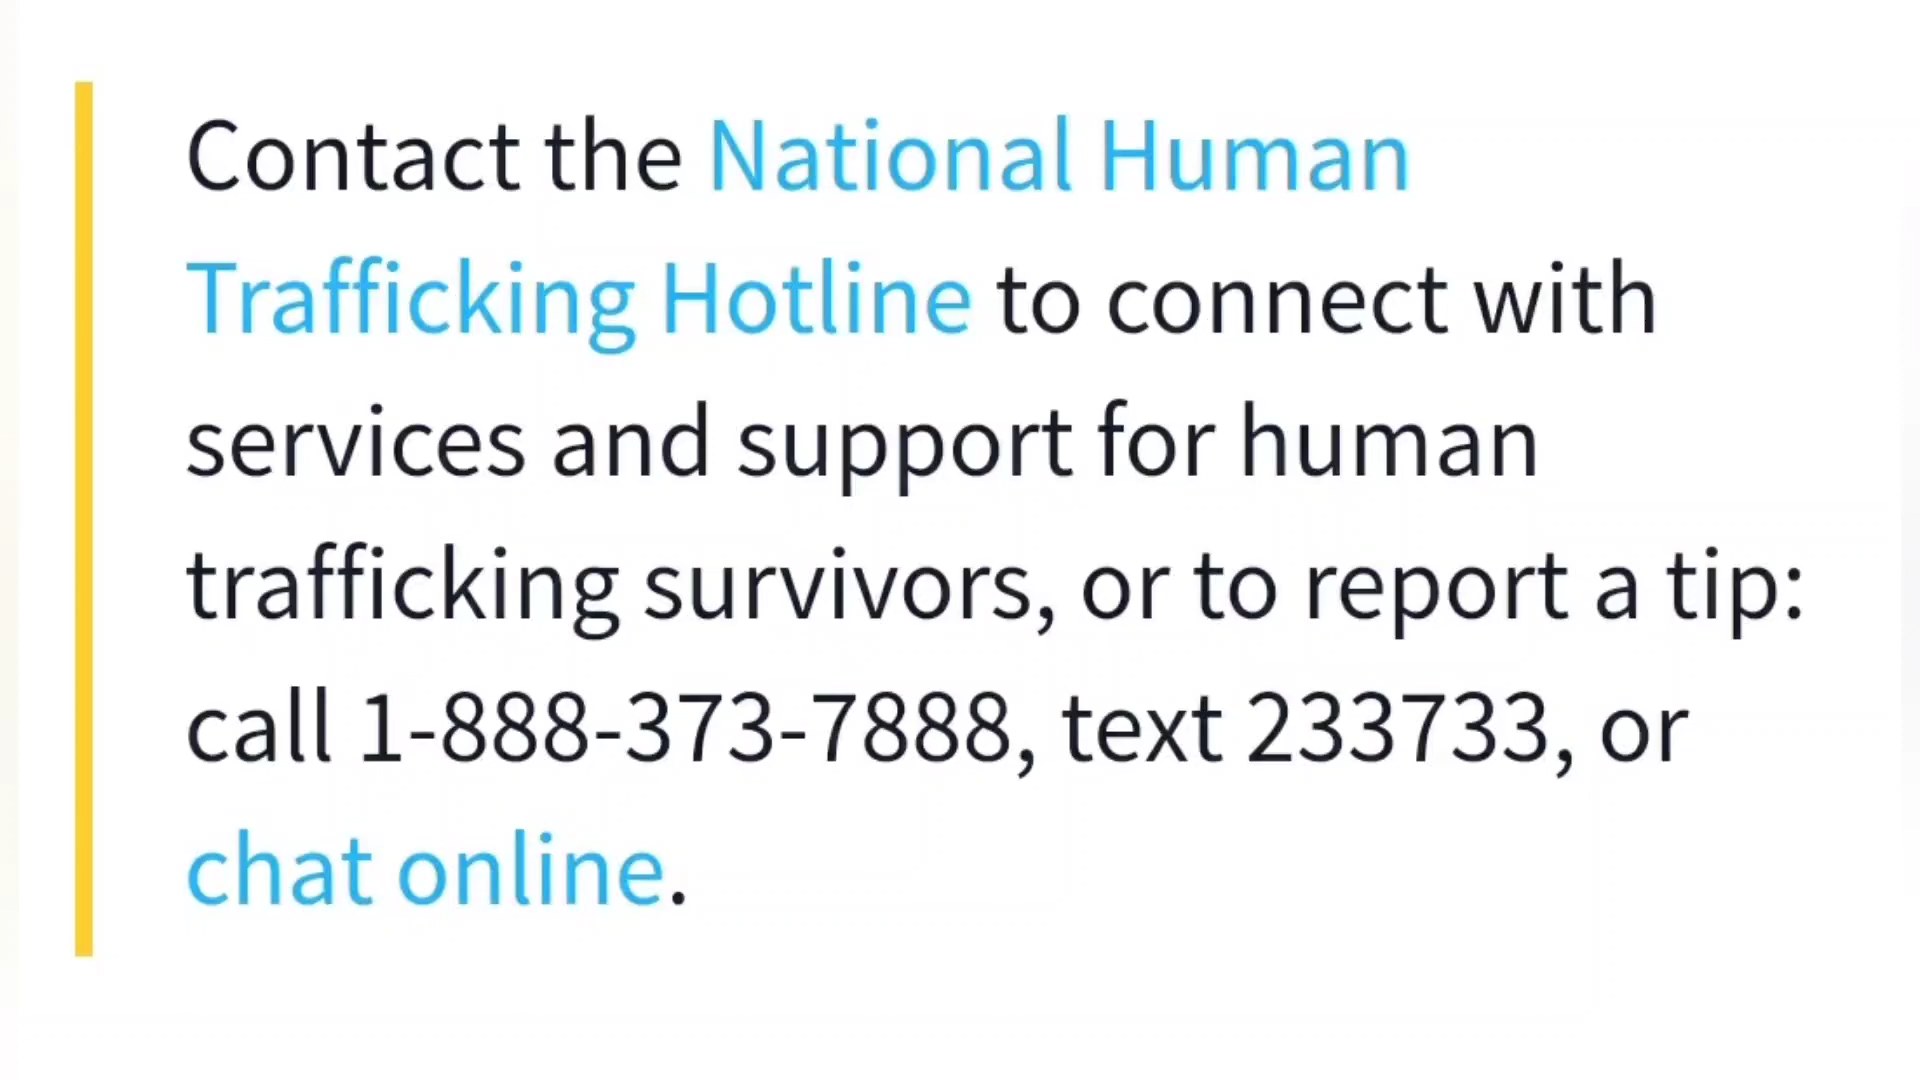 Contact the National Human
Trafficking Hotline to connect with
services and support for human
trafficking survivors, or to report a tip:
call 1-888-373-7888, text 233733, or
chat online.